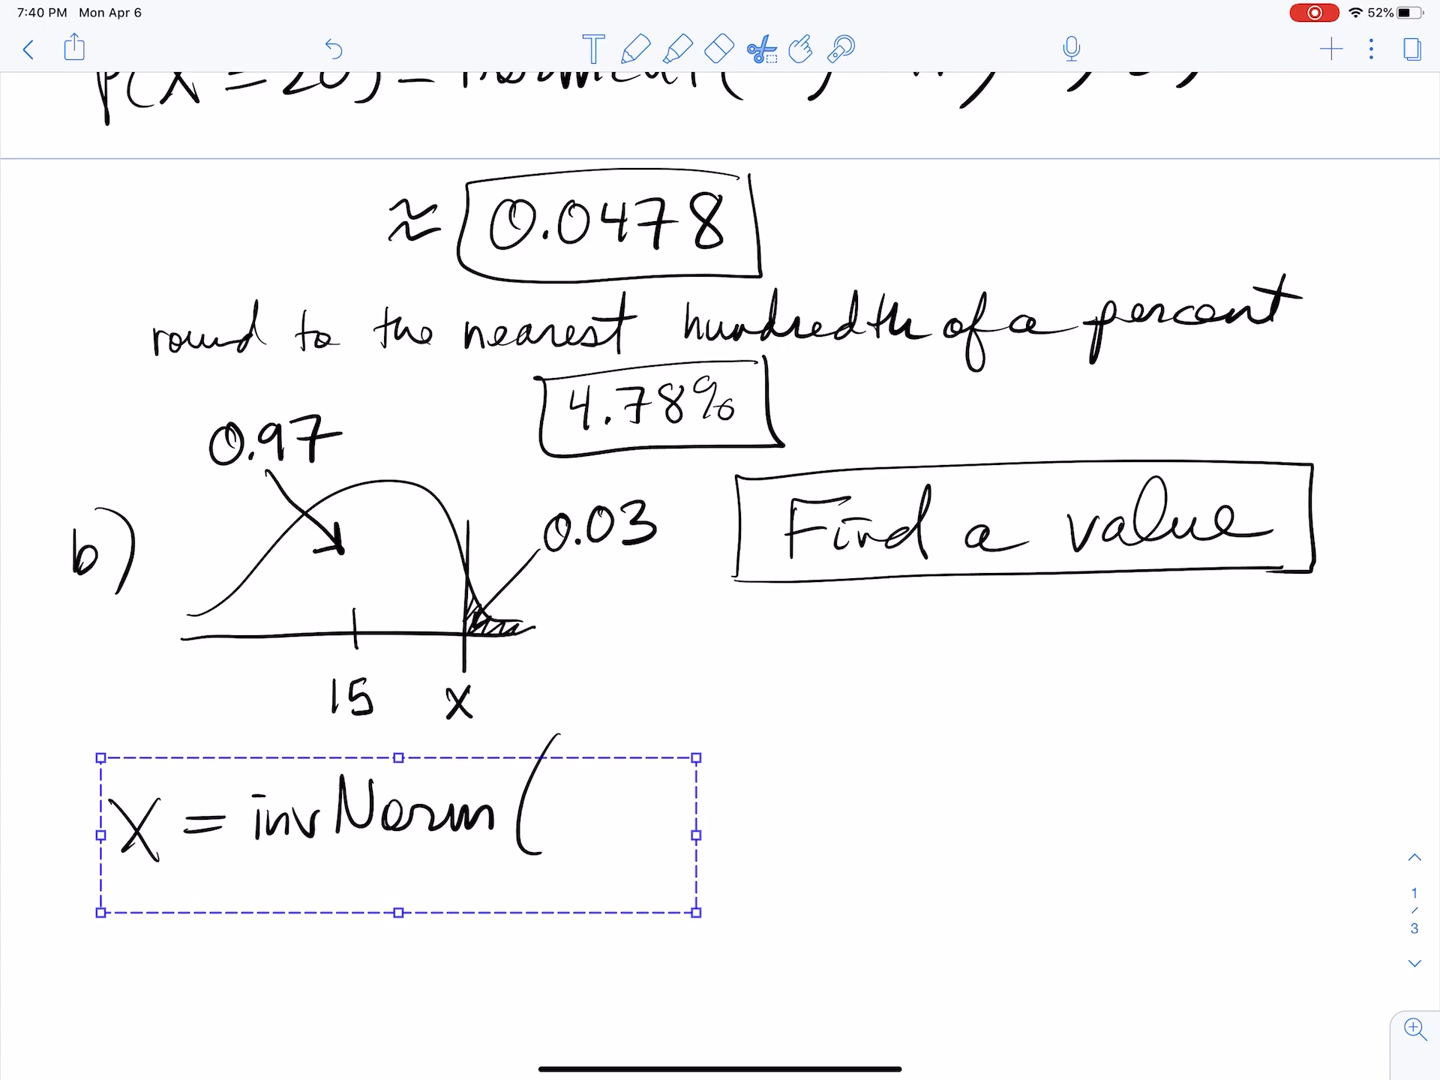 7:40 PM Mon Apr 6
52%
≈ 0.0478
round to the nearest hundredth of a percent
4.78%
0.97
b)
0.03
Find a value
15 x
X = invNorm(
1
/
3